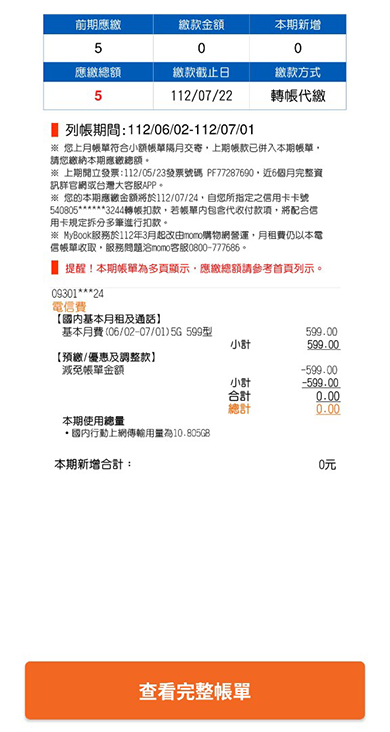 前期應繳 繳款金額 本期新增
5 0 0
應繳總額 繳款截止日 繳款方式
5 112/07/22 轉帳代繳
列帳期間:112/06/02-112/07/01
※ 您上月帳單符合小額帳單隔月交寄，上期帳款已併入本期帳單，
請您繳納本期應繳總額。
※ 上期開立發票:112/05/23發票號碼 PF77287690，近6個月完整資
訊詳官網或台灣大客服APP。
※ 您的本期應繳金額將於112/07/24，自您所指定之信用卡卡號
540805******3244轉帳扣款，若帳單內包含代收付款項，將配合信
用卡規定拆分多筆進行扣款。
※ MyBook服務於112年3月起改由momo購物網營運，月租費仍以本電
信帳單收取，服務問題洽momo客服0800-777686。
提醒！本期帳單為多頁顯示，應繳總額請參考首頁列示。
09301***24
電信費
【國內基本月租及通話】
基本月費(06/02-07/01)5G 599型 599.00
小計 599.00
【預繳/優惠及調整款】
減免帳單金額 -599.00
小計 -599.00
合計 0.00
總計 0.00
本期使用總量
•國內行動上網傳輸用量為10.805GB
本期新增合計： 0元
查看完整帳單